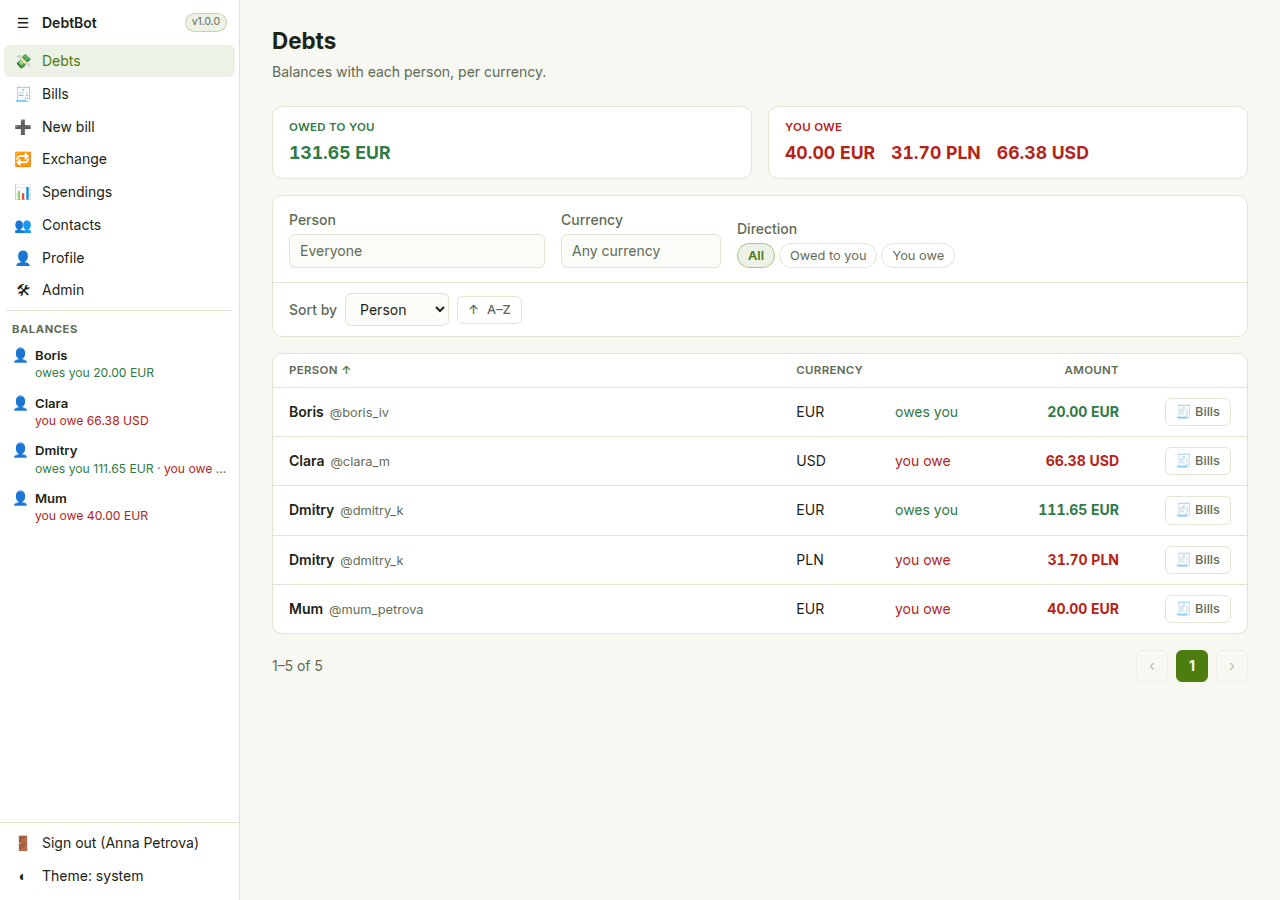 ☰ DebtBot v1.0.0
Debts
Bills
New bill
Exchange
Spendings
Contacts
Profile
Admin
BALANCES
Boris
owes you 20.00 EUR
Clara
you owe 66.38 USD
Dmitry
owes you 111.65 EUR · you owe ...
Mum
you owe 40.00 EUR
Sign out (Anna Petrova)
Theme: system
Debts
Balances with each person, per currency.
OWED TO YOU
131.65 EUR
YOU OWE
40.00 EUR 31.70 PLN 66.38 USD
Person
Everyone
Currency
Any currency
Direction
All Owed to you You owe
Sort by Person ↑ A–Z
PERSON ↑ CURRENCY AMOUNT
Boris @boris_iv EUR owes you 20.00 EUR Bills
Clara @clara_m USD you owe 66.38 USD Bills
Dmitry @dmitry_k EUR owes you 111.65 EUR Bills
Dmitry @dmitry_k PLN you owe 31.70 PLN Bills
Mum @mum_petrova EUR you owe 40.00 EUR Bills
1–5 of 5 ‹ 1 ›